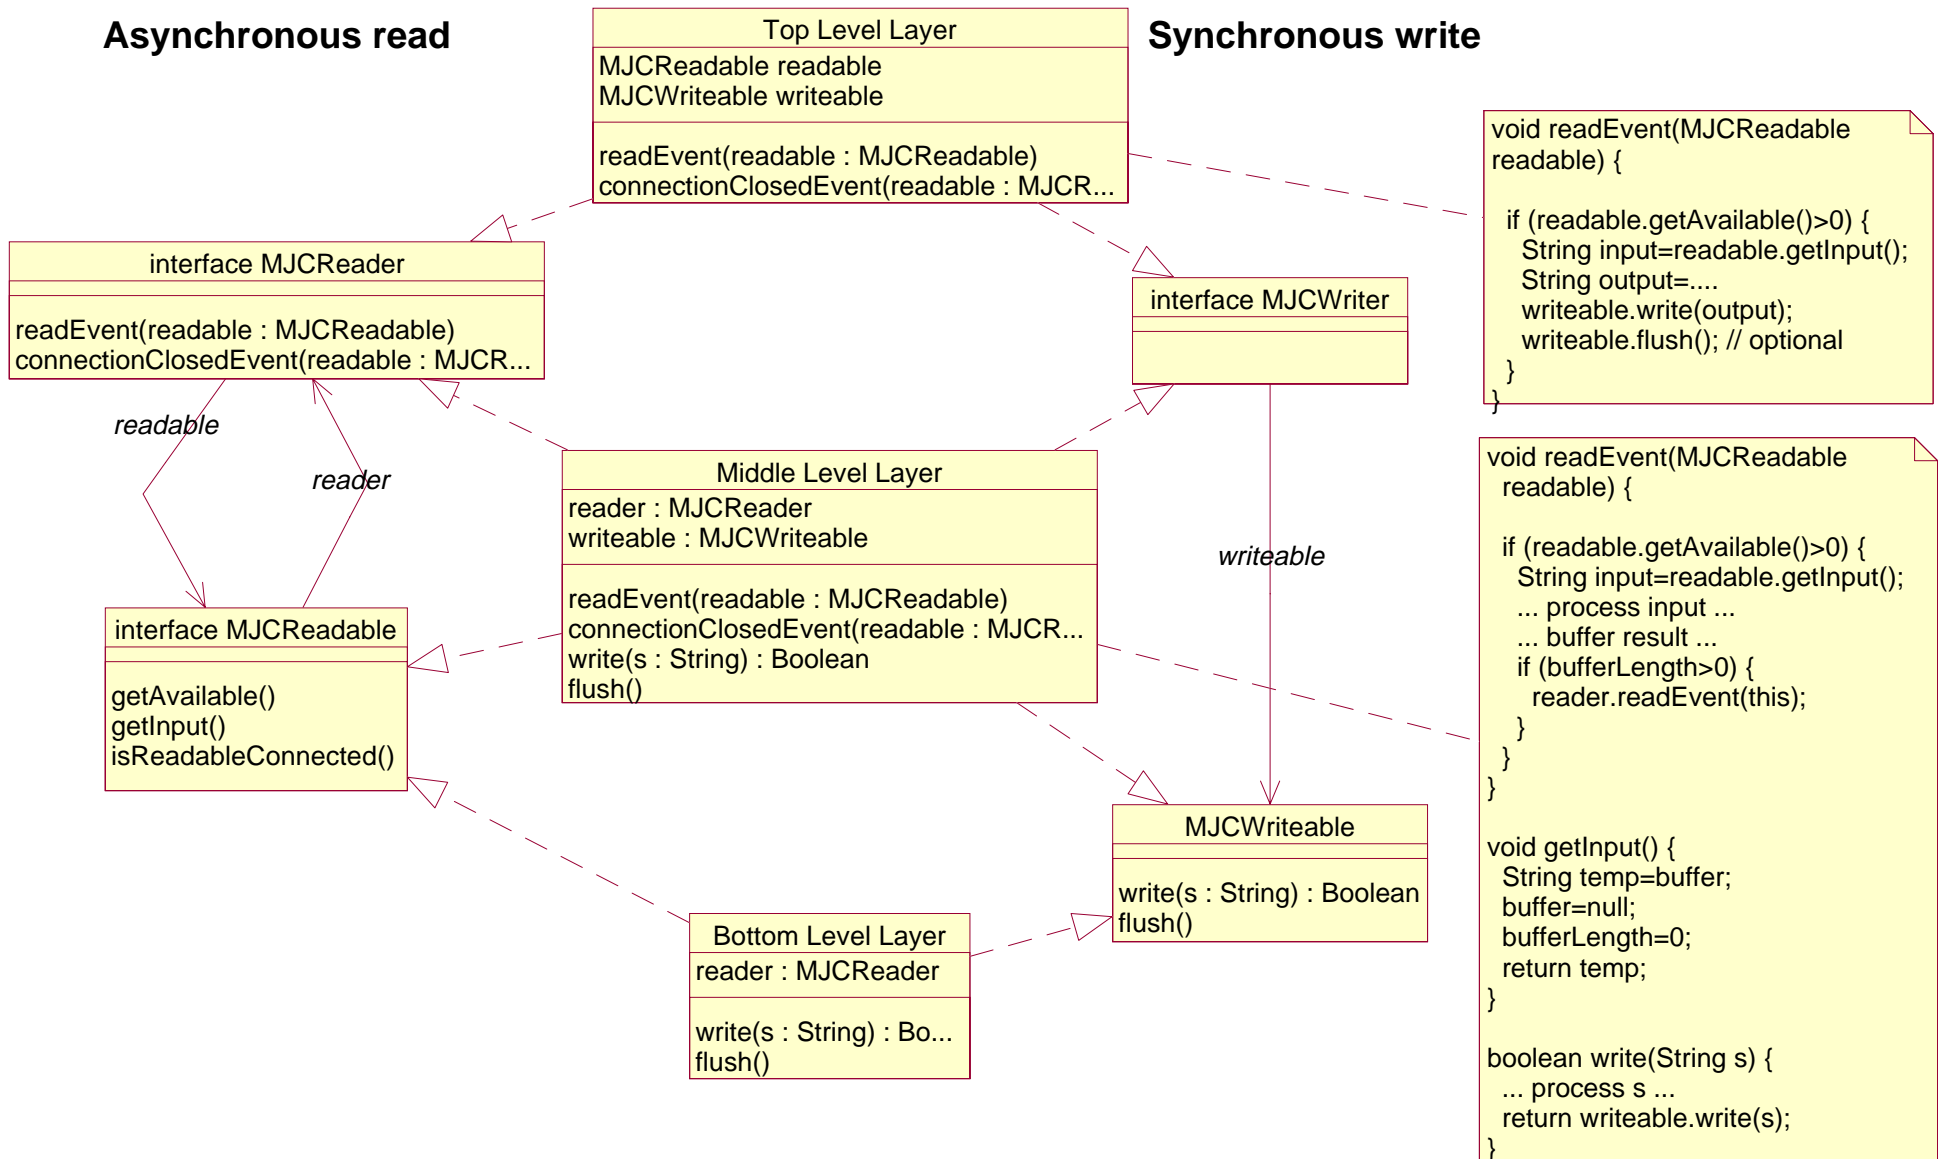 Asynchronous read
Synchronous write
Top Level Layer
MJCReadable readable
MJCWriteable writeable
readEvent(readable : MJCReadable)
connectionClosedEvent(readable : MJCR...
interface MJCReader
readEvent(readable : MJCReadable)
connectionClosedEvent(readable : MJCR...
interface MJCWriter
readable
reader
writeable
Middle Level Layer
reader : MJCReader
writeable : MJCWriteable
readEvent(readable : MJCReadable)
connectionClosedEvent(readable : MJCR...
write(s : String) : Boolean
flush()
interface MJCReadable
getAvailable()
getInput()
isReadableConnected()
MJCWriteable
write(s : String) : Boolean
flush()
Bottom Level Layer
reader : MJCReader
write(s : String) : Bo...
flush()
void readEvent(MJCReadable
readable) {
if (readable.getAvailable()>0) {
String input=readable.getInput();
String output=....
writeable.write(output);
writeable.flush(); // optional
}
}
void readEvent(MJCReadable
readable) {
if (readable.getAvailable()>0) {
String input=readable.getInput();
... process input ...
... buffer result ...
if (bufferLength>0) {
reader.readEvent(this);
}
}
}
void getInput() {
String temp=buffer;
buffer=null;
bufferLength=0;
return temp;
}
boolean write(String s) {
... process s ...
return writeable.write(s);
}